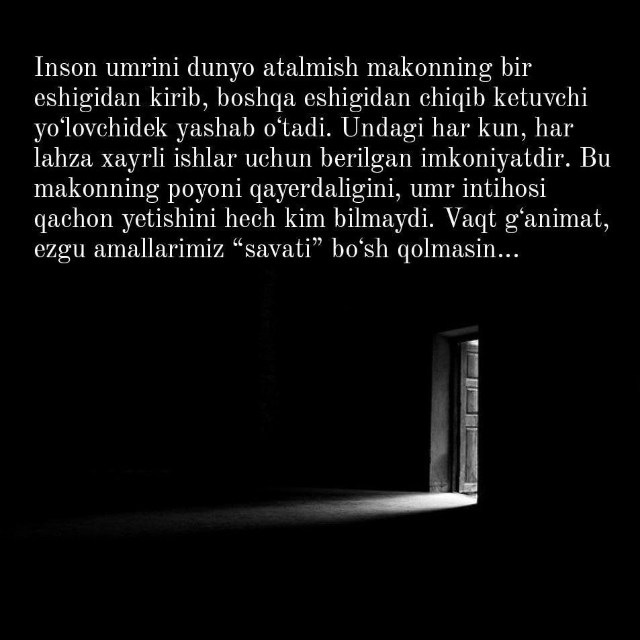 Inson umrini dunyo atalmish makonning bir
eshigidan kirib, boshqa eshigidan chiqib ketuvchi
yo‘lovchidek yashab o‘tadi. Undagi har kun, har
lahza xayrli ishlar uchun berilgan imkoniyatdir. Bu
makonning poyoni qayerdaligini, umr intihosi
qachon yetishini hech kim bilmaydi. Vaqt g‘animat,
ezgu amallarimiz “savati” bo‘sh qolmasin...